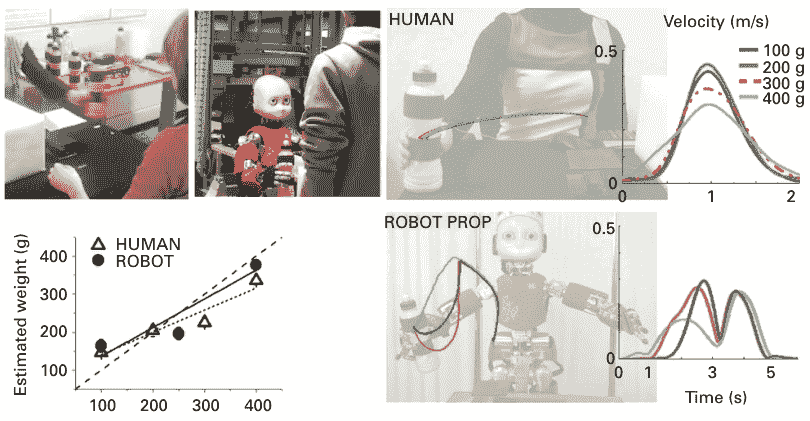 HUMAN
Velocity (m/s)
0.5
0
1
2
100 g
200 g
300 g
400 g
Estimated weight (g)
400
300
200
100
HUMAN
ROBOT
100
200
300
400
ROBOT PROP
0.5
0
0
1
3
5
Time (s)